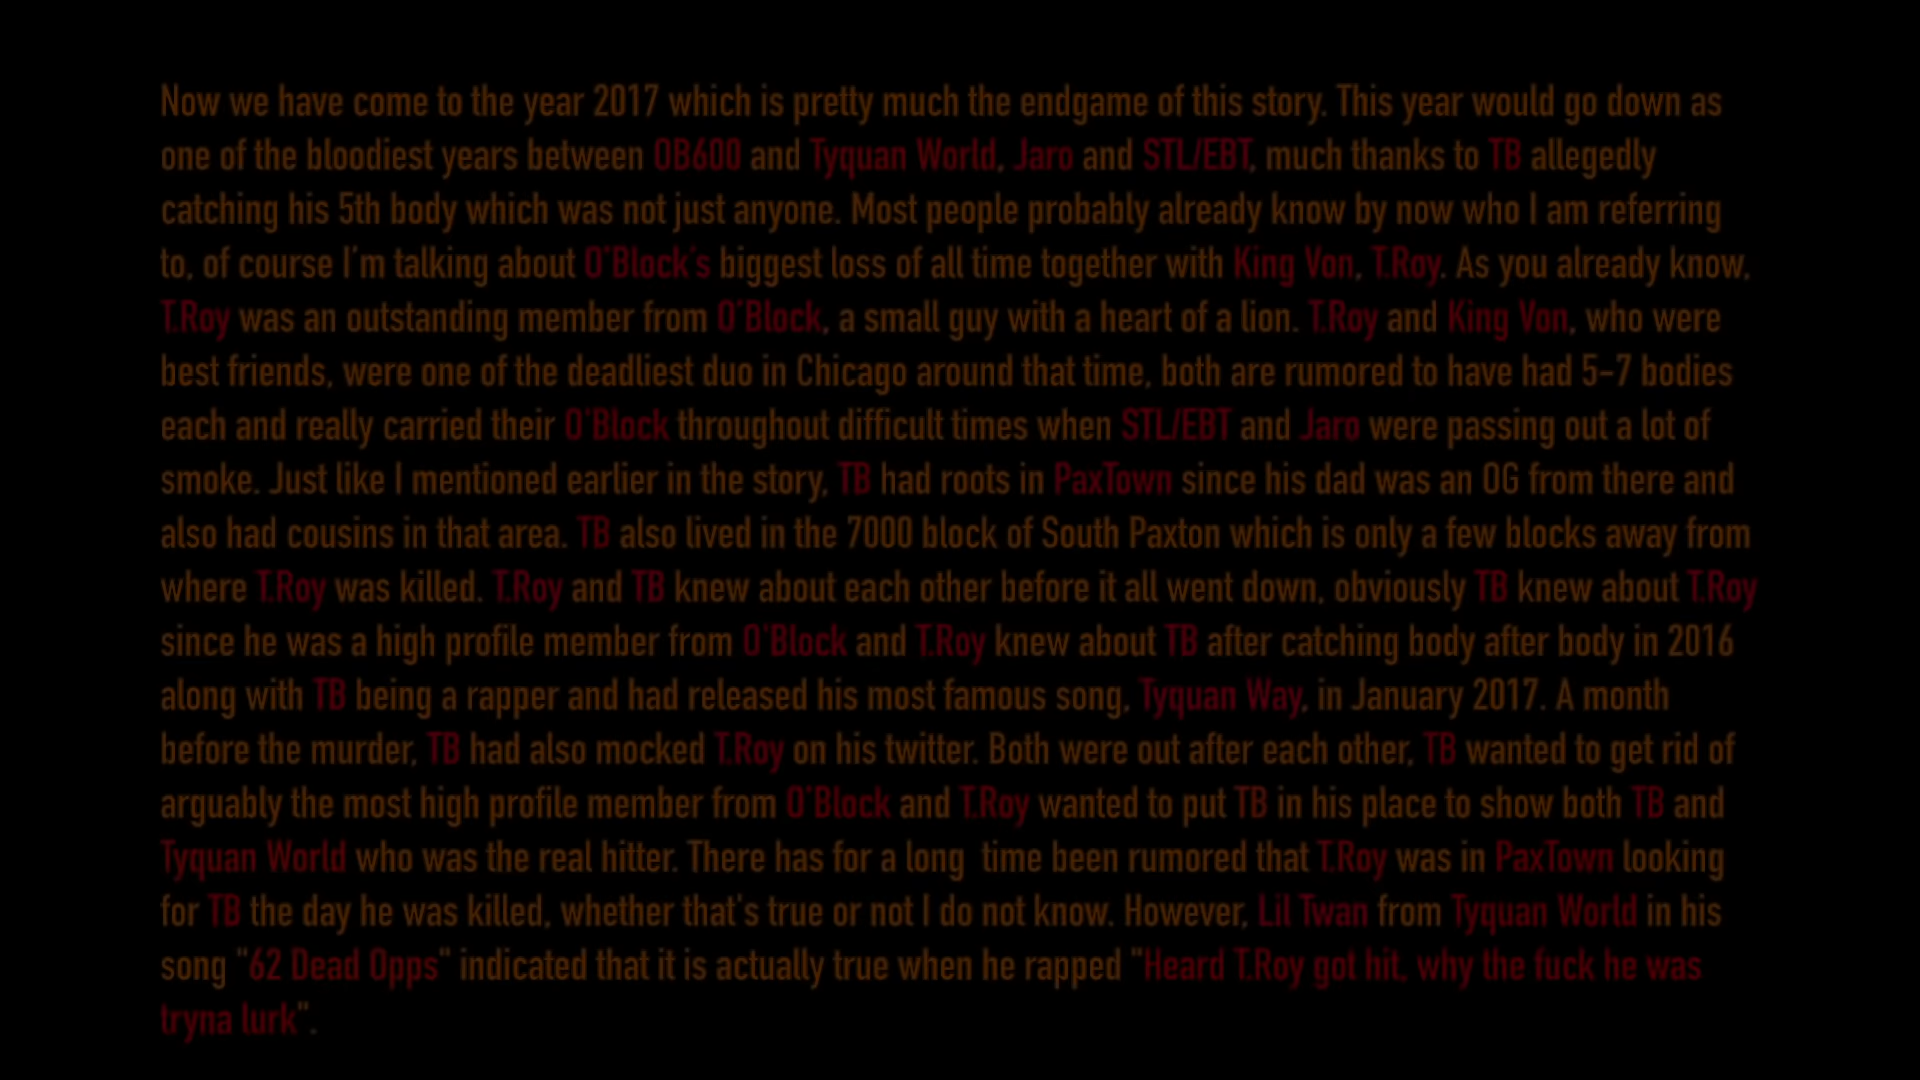 Now we have come to the year 2017 which is pretty much the endgame of this story. This year would go down as
one of the bloodiest years between OB600 and Tyquan World, Jaro and STL/EBT, much thanks to TB allegedly
catching his 5th body which was not just anyone. Most people probably already know by now who I am referring
to, of course I'm talking about O'Block's biggest loss of all time together with King Von, T.Roy. As you already know,
T.Roy was an outstanding member from O'Block, a small guy with a heart of a lion. T.Roy and King Von, who were
best friends, were one of the deadliest duo in Chicago around that time, both are rumored to have had 5-7 bodies
each and really carried their O'Block throughout difficult times when STL/EBT and Jaro were passing out a lot of
smoke. Just like I mentioned earlier in the story, TB had roots in PaxTown since his dad was an OG from there and
also had cousins in that area. TB also lived in the 7000 block of South Paxton which is only a few blocks away from
where T.Roy was killed. T.Roy and TB knew about each other before it all went down, obviously TB knew about T.Roy
since he was a high profile member from O'Block and T.Roy knew about TB after catching body after body in 2016
along with TB being a rapper and had released his most famous song, Tyquan Way, in January 2017. A month
before the murder, TB had also mocked T.Roy on his twitter. Both were out after each other, TB wanted to get rid of
arguably the most high profile member from O'Block and T.Roy wanted to put TB in his place to show both TB and
Tyquan World who was the real hitter. There has for a long  time been rumored that T.Roy was in PaxTown looking
for TB the day he was killed, whether that's true or not I do not know. However, Lil Twan from Tyquan World in his
song "62 Dead Opps" indicated that it is actually true when he rapped "Heard T.Roy got hit, why the fuck he was
tryna lurk".